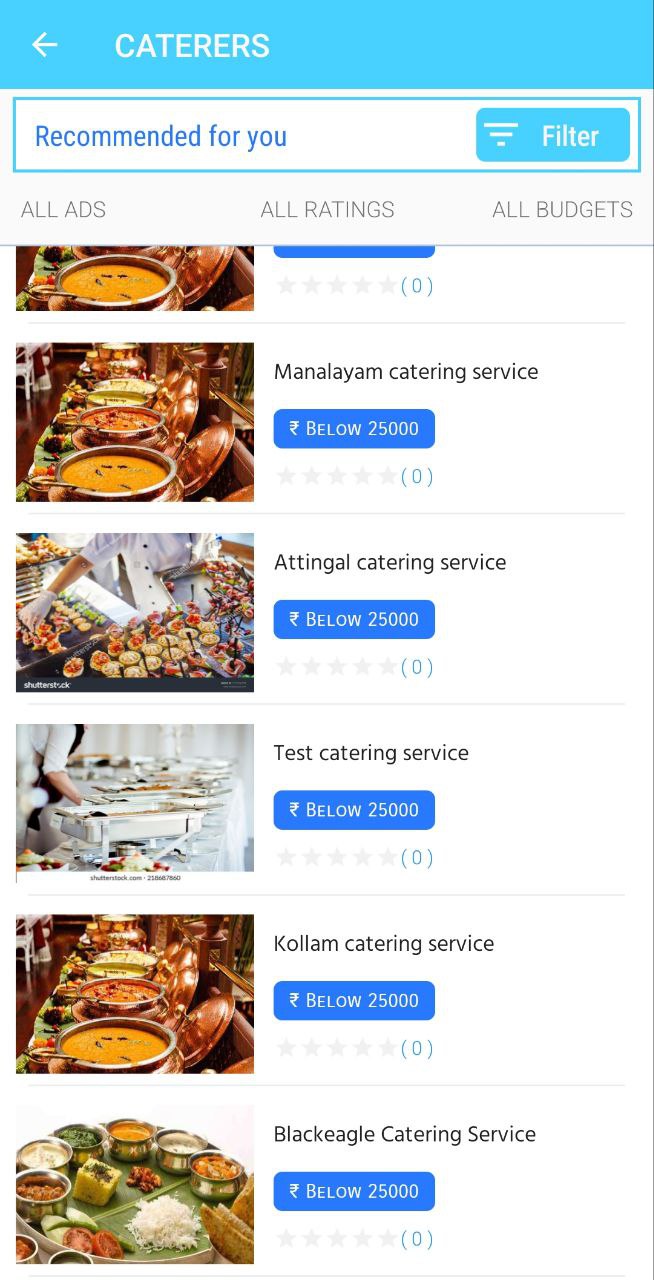 CATERERS
Recommended for you
Filter
ALL ADS ALL RATINGS ALL BUDGETS
( 0 )
Manalayam catering service
₹ Below 25000
( 0 )
Attingal catering service
₹ Below 25000
( 0 )
shutterstock
Test catering service
₹ Below 25000
( 0 )
shutterstock.com • 218687860
Kollam catering service
₹ Below 25000
( 0 )
Blackeagle Catering Service
₹ Below 25000
( 0 )